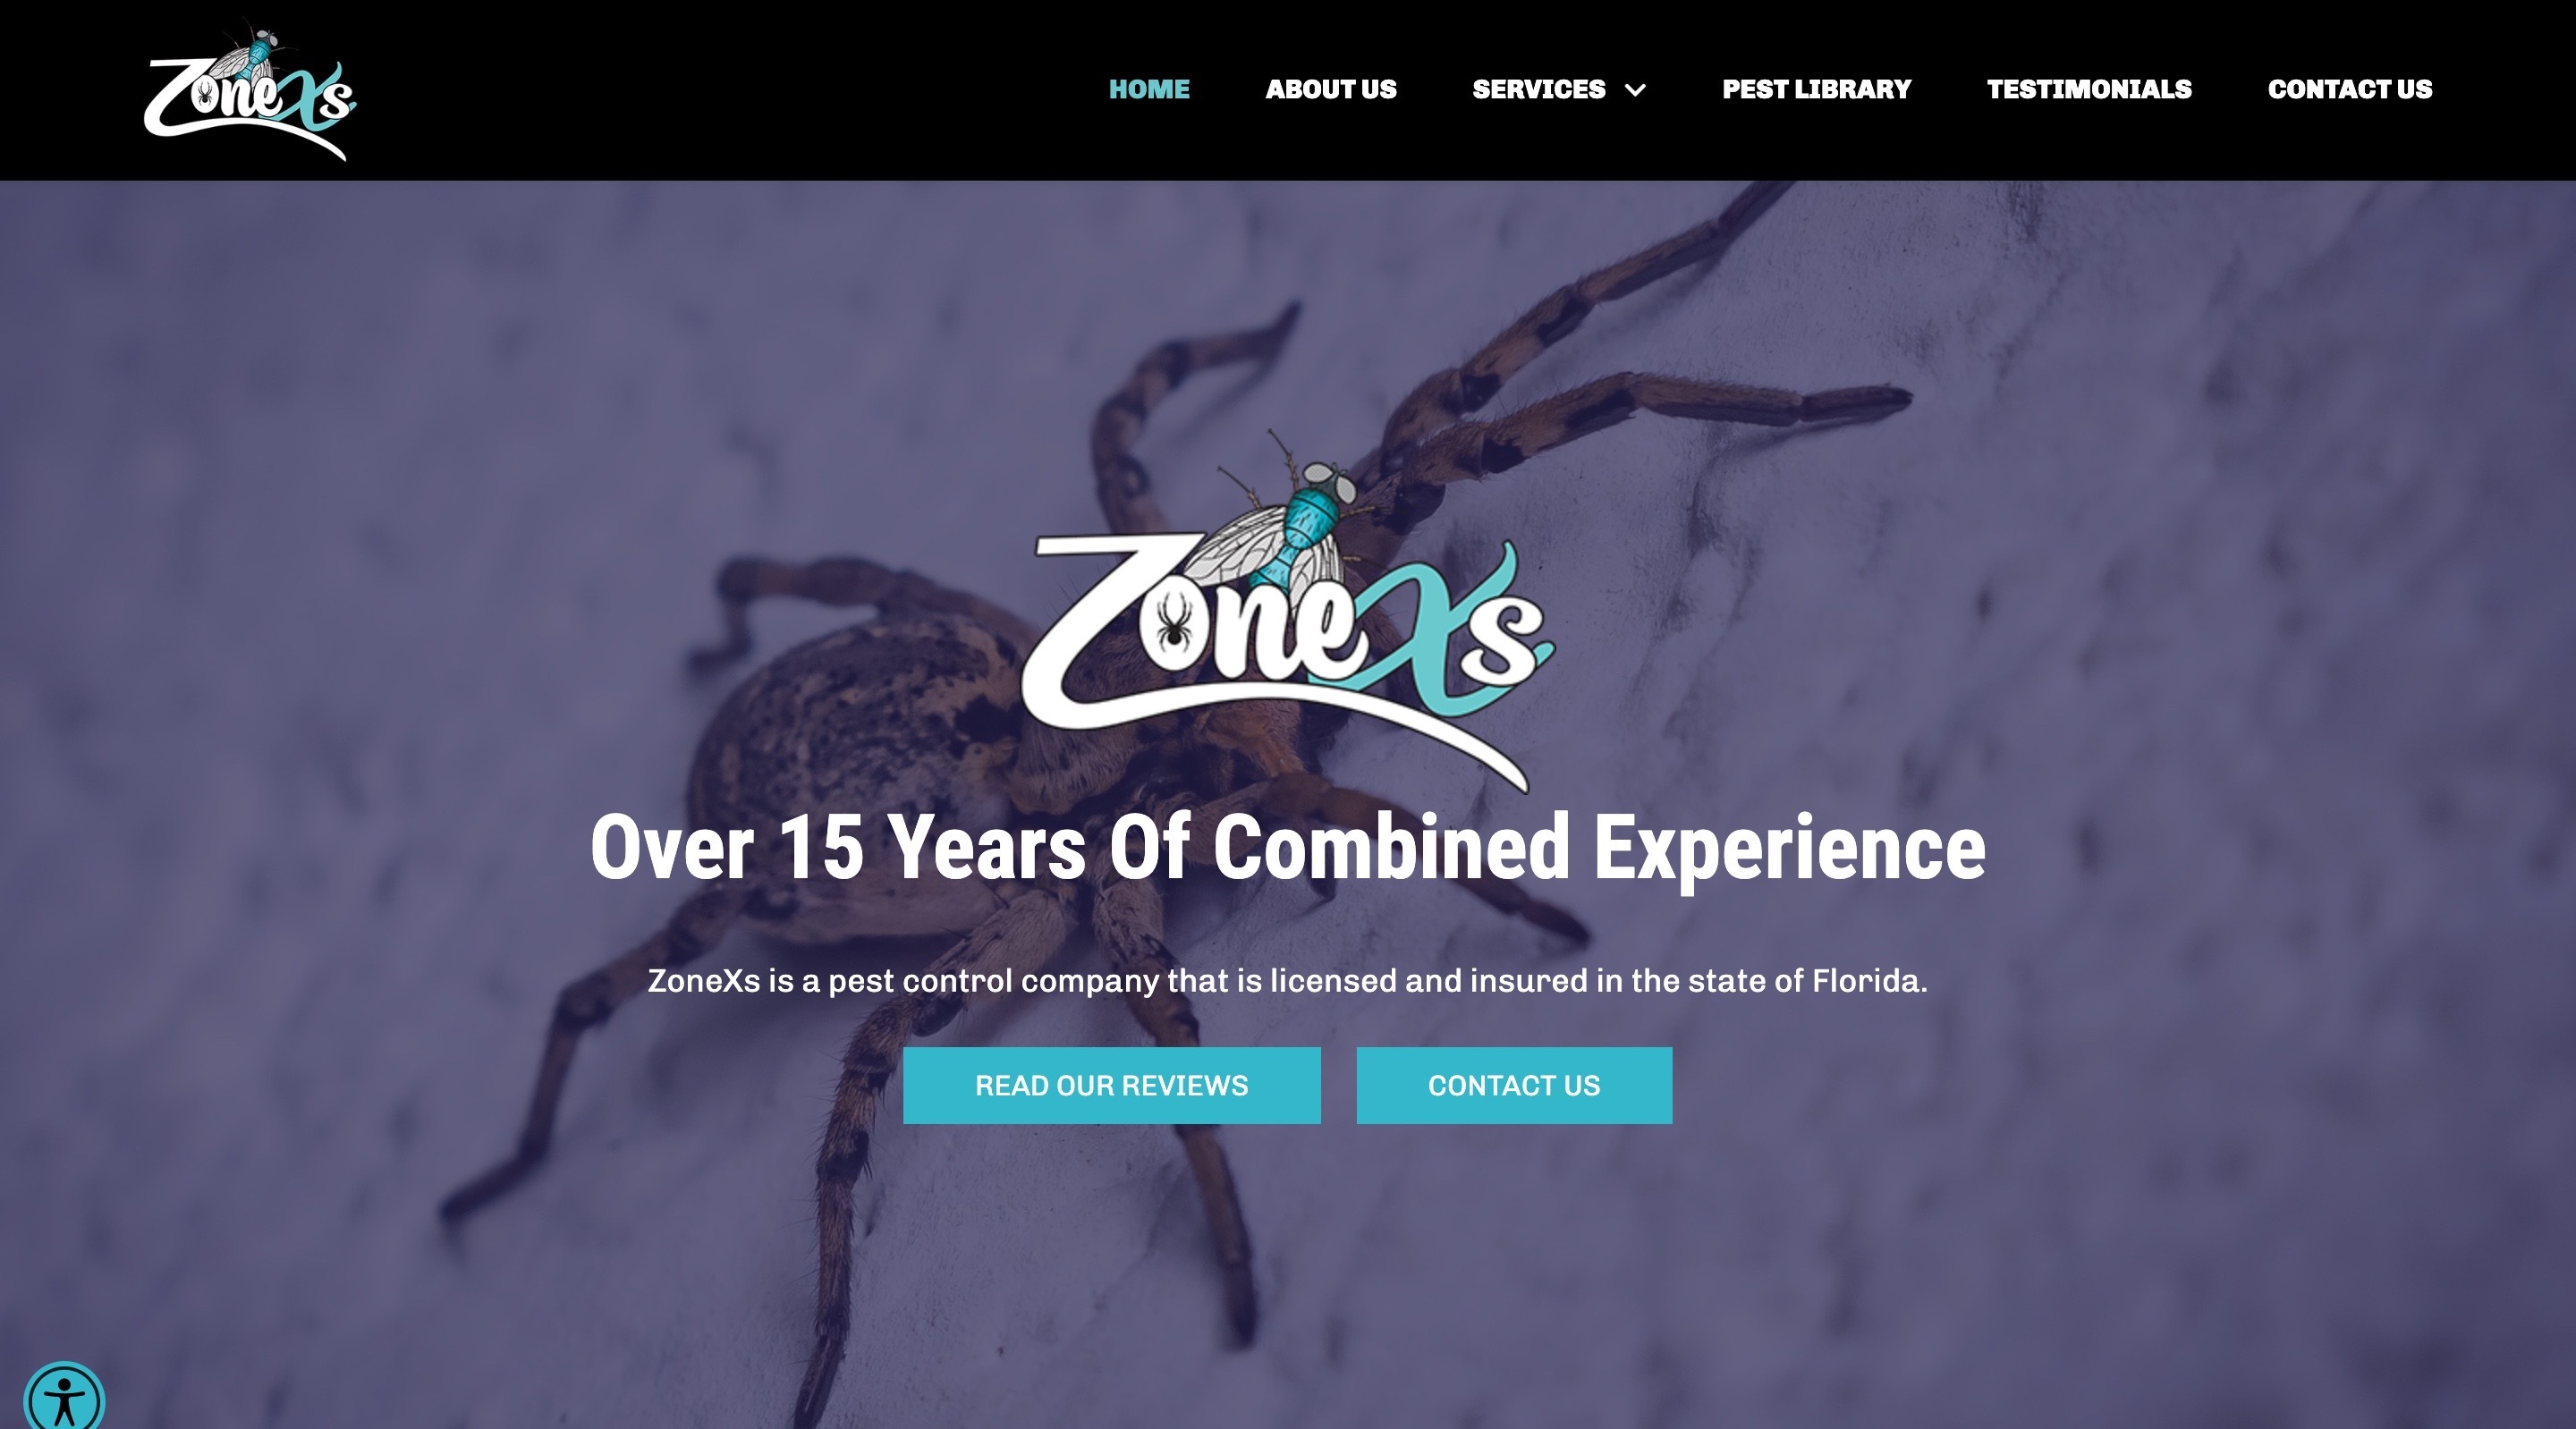 ZoneXs
HOME
ABOUT US
SERVICES
PEST LIBRARY
TESTIMONIALS
CONTACT US
ZoneXs
Over 15 Years Of Combined Experience
ZoneXs is a pest control company that is licensed and insured in the state of Florida.
READ OUR REVIEWS
CONTACT US